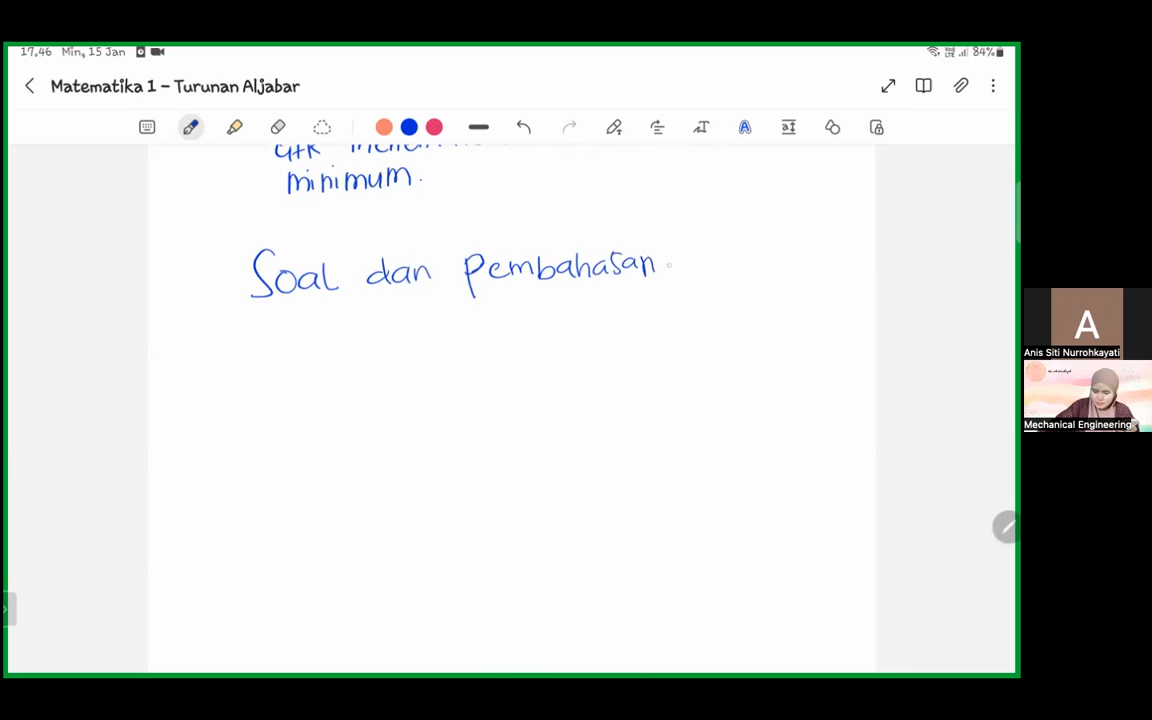 17.46 Min, 15 Jan
84%
Matematika 1 – Turunan Aljabar
minimum.
Soal dan Pembahasan
A
Anis Siti Nurrohkayati
Mechanical Engineering